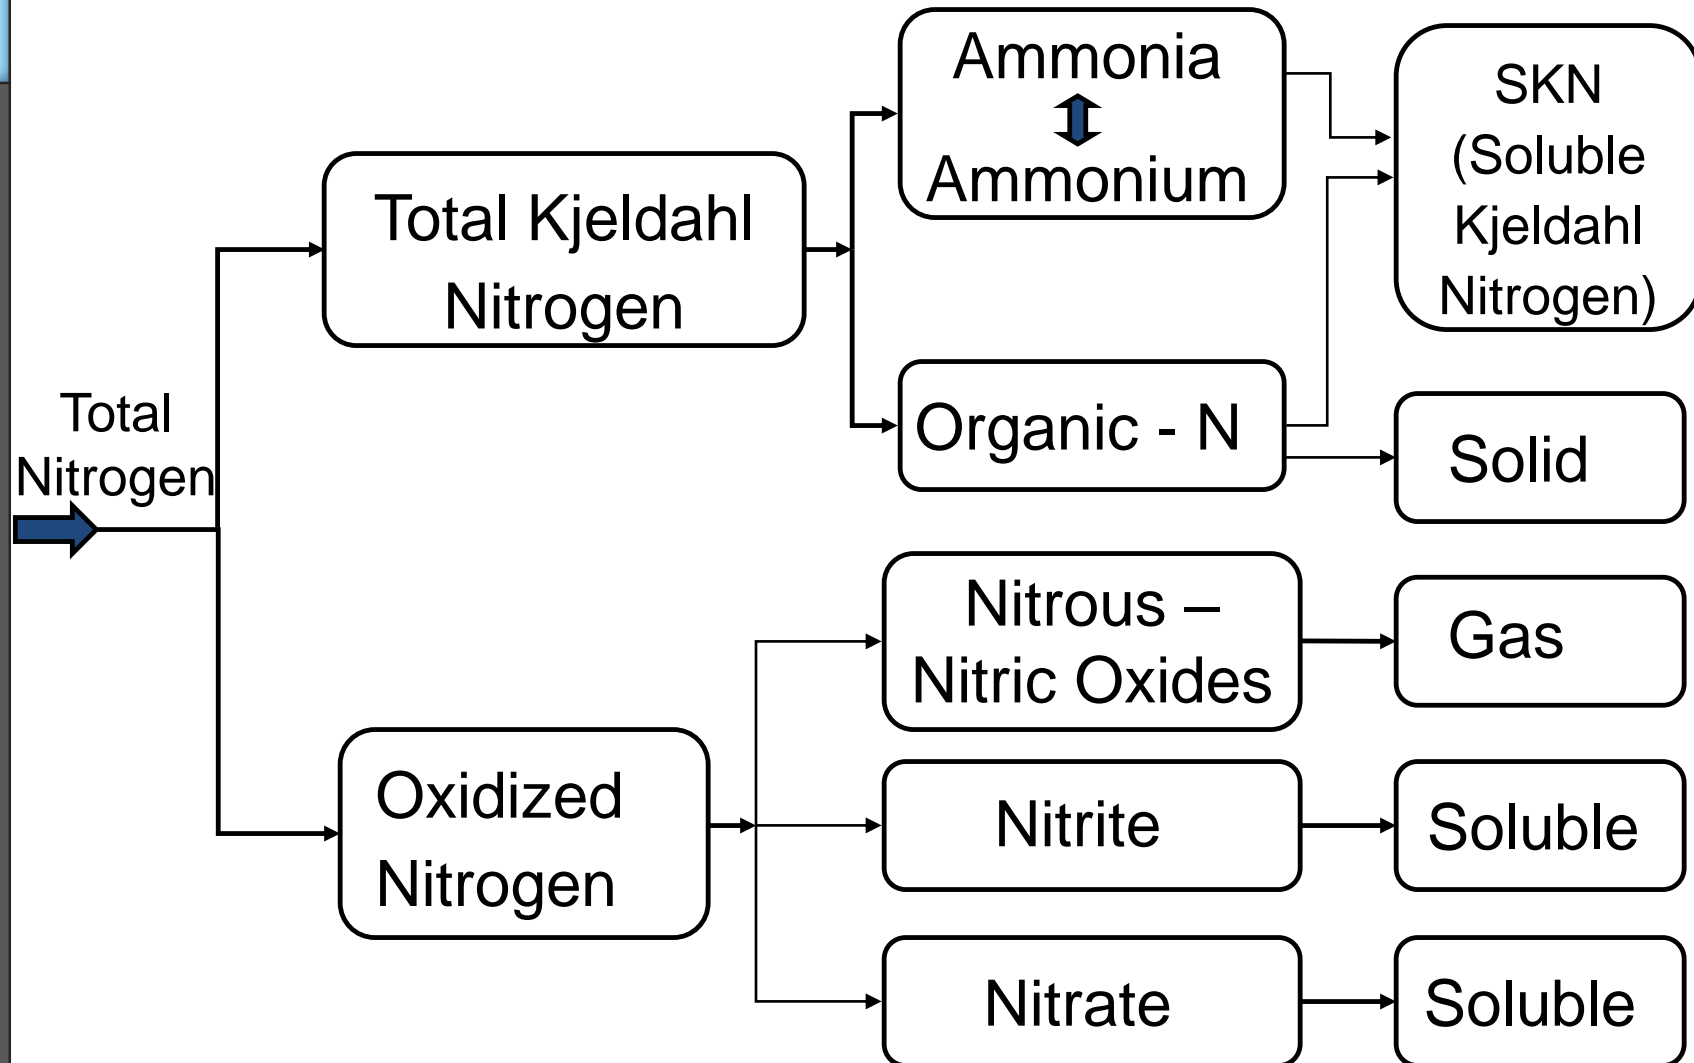 Total
Nitrogen
Total Kjeldahl
Nitrogen
Ammonia
Ammonium
SKN
(Soluble
Kjeldahl
Nitrogen)
Organic - N
Solid
Oxidized
Nitrogen
Nitrous –
Nitric Oxides
Gas
Nitrite
Soluble
Nitrate
Soluble